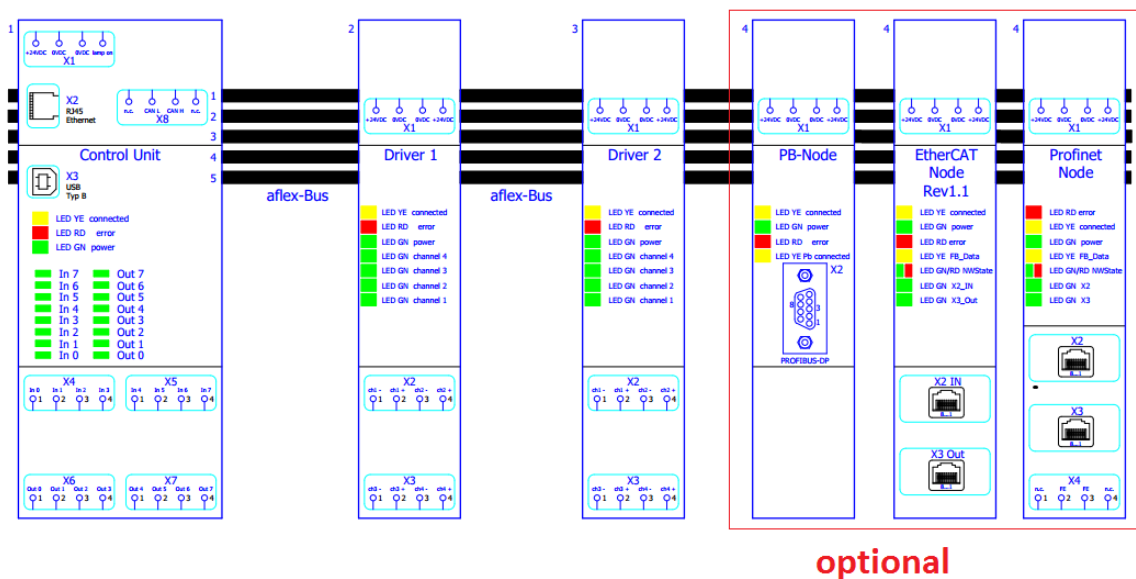 1
+24VDC 0VDC 0VDC lamp on
X1
X2
RJ45
Ethernet
n.c. CAN L CAN H n.c.
X8
1
2
3
4
5
Control Unit
X3
USB
Typ B
LED YE connected
LED RD error
LED GN power
In 7 Out 7
In 6 Out 6
In 5 Out 5
In 4 Out 4
In 3 Out 3
In 2 Out 2
In 1 Out 1
In 0 Out 0
X4
In 0 In 1 In 2 In 3
1 2 3 4
X5
In 4 In 5 In 6 In 7
1 2 3 4
X6
Out 0 Out 1 Out 2 Out 3
1 2 3 4
X7
Out 4 Out 5 Out 6 Out 7
1 2 3 4
aflex-Bus
2
+24VDC 0VDC 0VDC +24VDC
X1
Driver 1
LED YE connected
LED RD error
LED GN power
LED GN channel 4
LED GN channel 3
LED GN channel 2
LED GN channel 1
X2
ch1 - ch1 + ch2 - ch2 +
1 2 3 4
X3
ch3 - ch3 + ch4 - ch4 +
1 2 3 4
aflex-Bus
3
+24VDC 0VDC 0VDC +24VDC
X1
Driver 2
LED YE connected
LED RD error
LED GN power
LED GN channel 4
LED GN channel 3
LED GN channel 2
LED GN channel 1
X2
ch1 - ch1 + ch2 - ch2 +
1 2 3 4
X3
ch3 - ch3 + ch4 - ch4 +
1 2 3 4
4
+24VDC 0VDC 0VDC +24VDC
X1
PB-Node
LED YE connected
LED GN power
LED RD error
LED YE Pb connected
X2
8 3
1
PROFIBUS-DP
4
+24VDC 0VDC 0VDC +24VDC
X1
EtherCAT
Node
Rev1.1
LED YE connected
LED GN power
LED RD error
LED YE FB_Data
LED GN/RD NWState
LED GN X2_IN
LED GN X3_Out
X2 IN
8...1
X3 Out
8...1
4
+24VDC 0VDC 0VDC +24VDC
X1
Profinet
Node
LED RD error
LED YE connected
LED GN power
LED YE FB_Data
LED GN/RD NWState
LED GN X2
LED GN X3
X2
8...1
X3
8...1
X4
n.c. FE FE n.c.
1 2 3 4
optional